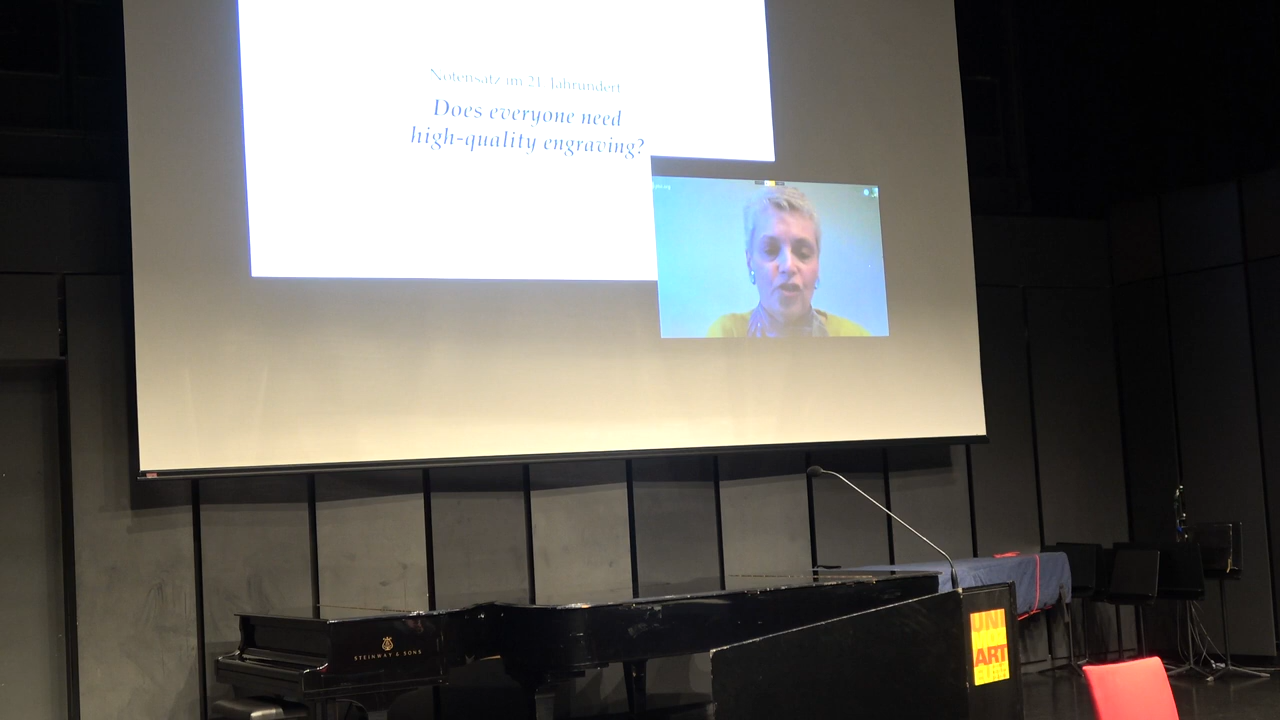 Notensatz im 21. Jahrhundert
Does everyone need
high-quality engraving?
STEINWAY & SONS
UNI
ART